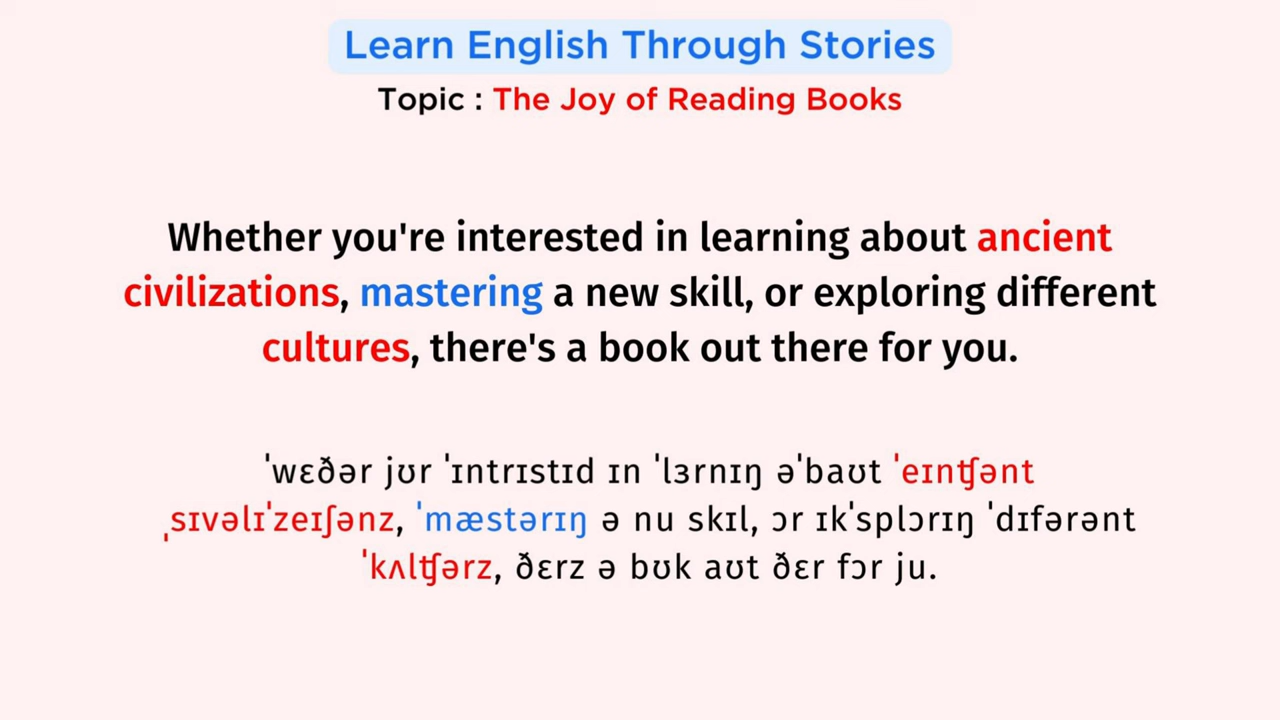 Learn English Through Stories
Topic : The Joy of Reading Books
Whether you're interested in learning about ancient
civilizations, mastering a new skill, or exploring different
cultures, there's a book out there for you.
ˈwɛðər jʊr ˈɪntrɪstɪd ɪn ˈlɜrnɪŋ əˈbaʊt ˈeɪnʧənt
ˌsɪvəlɪˈzeɪʃənz, ˈmæstərɪŋ ə nu skɪl, ɔr ɪkˈsplɔrɪŋ ˈdɪfərənt
ˈkʌlʧərz, ðɛrz ə bʊk aʊt ðɛr fɔr ju.